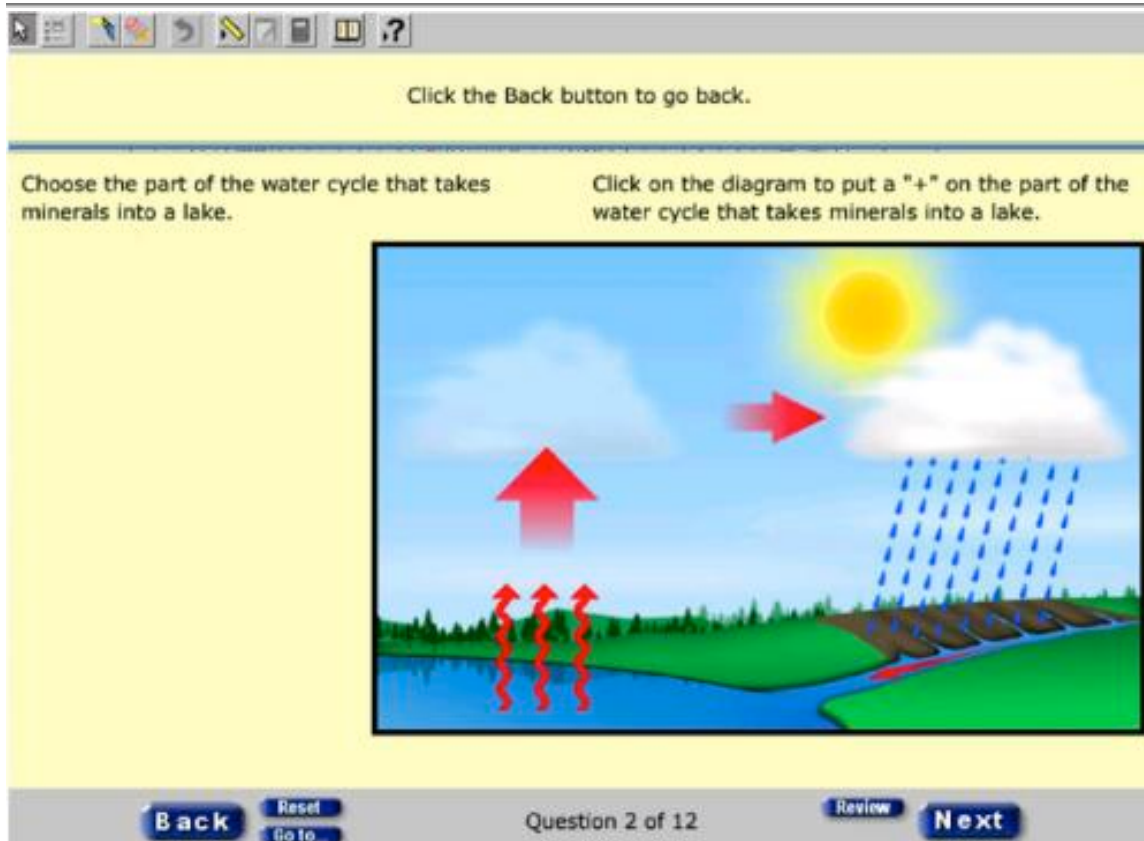 Click the Back button to go back.
Choose the part of the water cycle that takes
minerals into a lake.
Click on the diagram to put a "+" on the part of the
water cycle that takes minerals into a lake.
Back
Reset
Go to...
Question 2 of 12
Review
Next